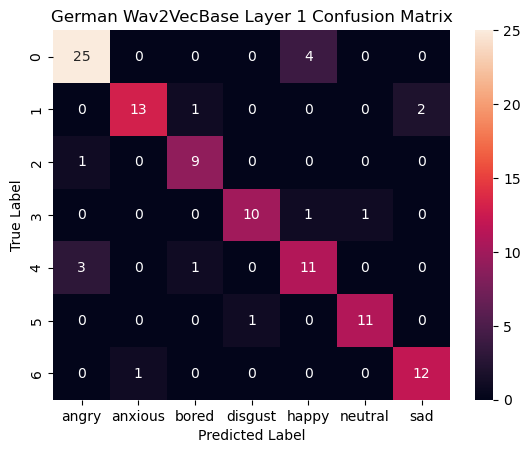 German Wav2VecBase Layer 1 Confusion Matrix
0 25 0 0 0 4 0 0
1 0 13 1 0 0 0 2
2 1 0 9 0 0 0 0
3 0 0 0 10 1 1 0
4 3 0 1 0 11 0 0
5 0 0 0 1 0 11 0
6 0 1 0 0 0 0 12
angry anxious bored disgust happy neutral sad
Predicted Label
True Label
25
20
15
10
5
0